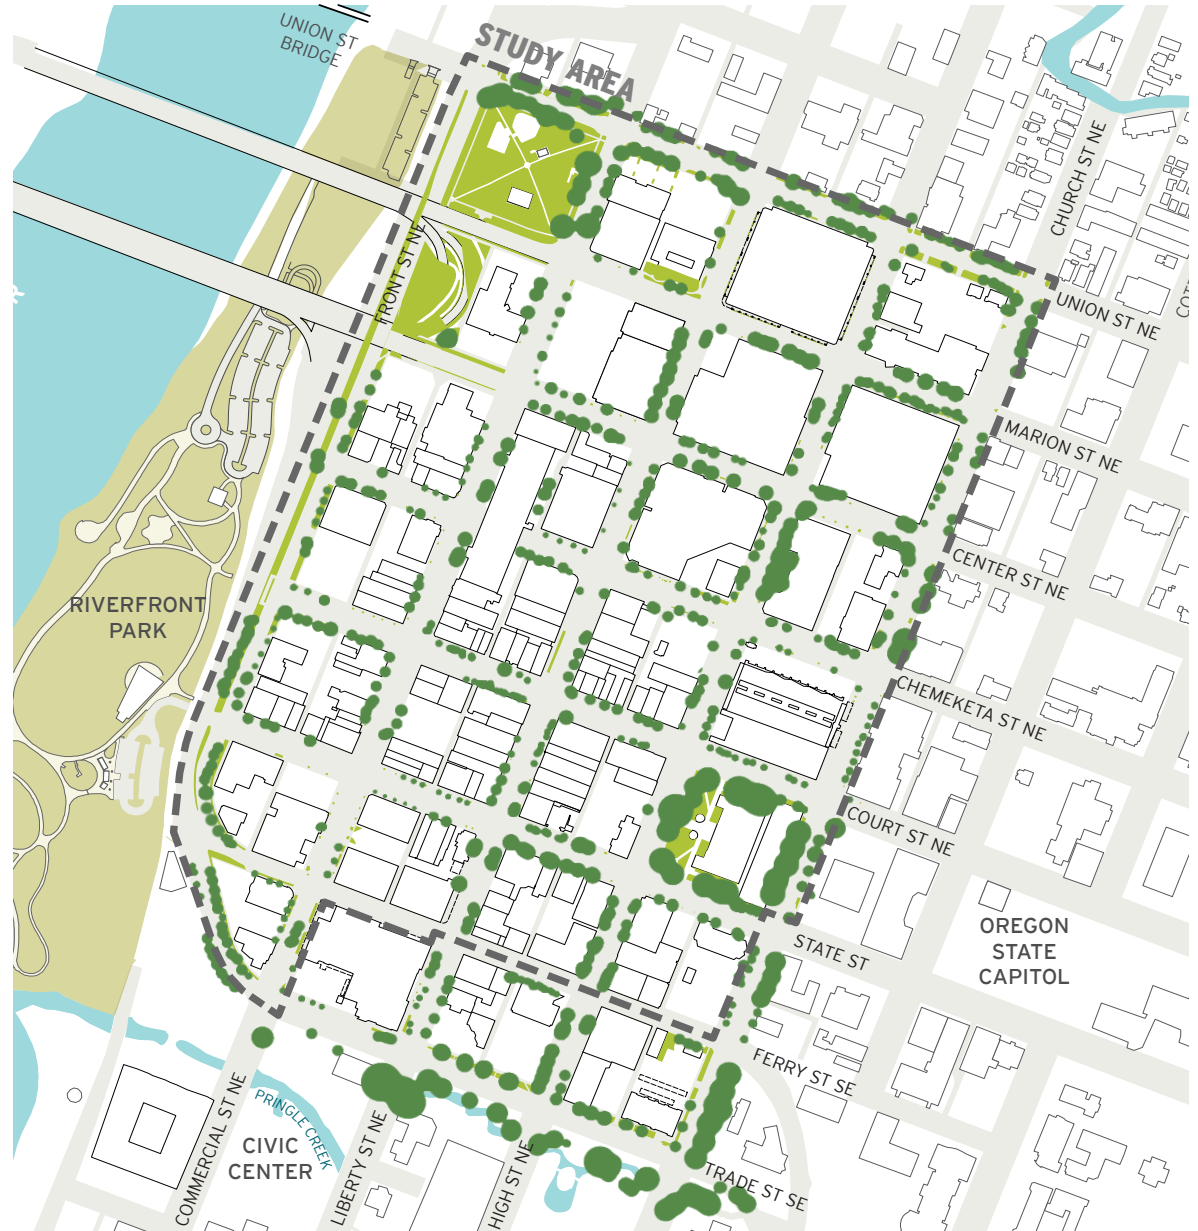 UNION ST
BRIDGE
STUDY AREA
CHURCH ST NE
FRONT ST NE
UNION ST NE
MARION ST NE
CENTER ST NE
RIVERFRONT
PARK
CHEMEKETA ST NE
COURT ST NE
STATE ST
OREGON
STATE
CAPITOL
FERRY ST SE
PRINGLE CREEK
CIVIC
CENTER
COMMERCIAL ST NE
LIBERTY ST NE
HIGH ST NE
TRADE ST SE